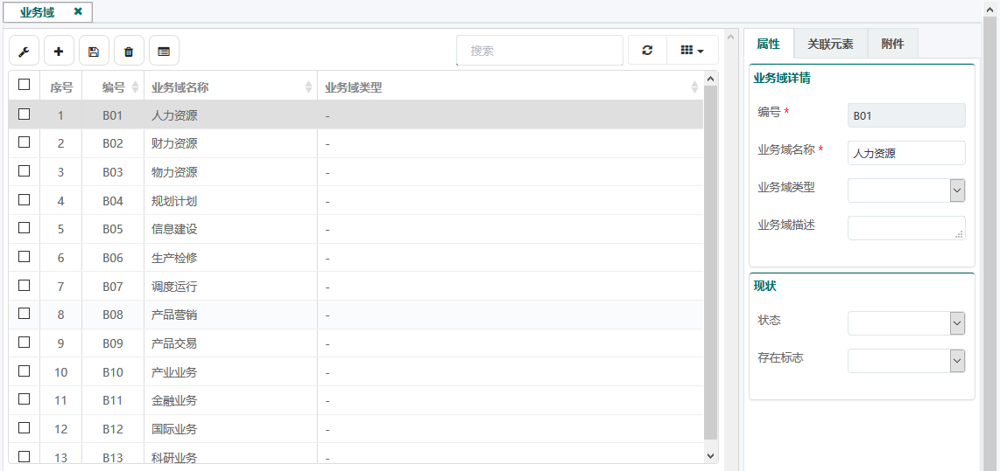 业务域
搜索
序号 编号 业务域名称 业务域类型
1 B01 人力资源 -
2 B02 财力资源 -
3 B03 物力资源 -
4 B04 规划计划 -
5 B05 信息建设 -
6 B06 生产检修 -
7 B07 调度运行 -
8 B08 产品营销 -
9 B09 产品交易 -
10 B10 产业业务 -
11 B11 金融业务 -
12 B12 国际业务 -
13 B13 科研业务 -
属性 关联元素 附件
业务域详情
编号 * B01
业务域名称 * 人力资源
业务域类型
业务域描述
现状
状态
存在标志